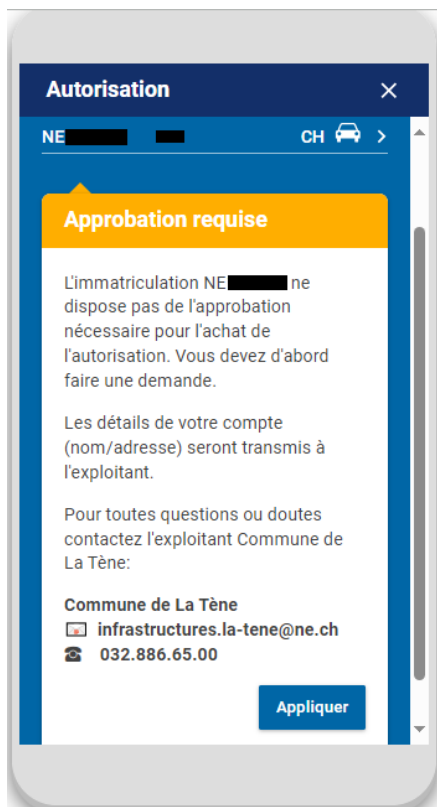 Autorisation
NE CH
Approbation requise
L'immatriculation NE ne
dispose pas de l'approbation
nécessaire pour l'achat de
l'autorisation. Vous devez d'abord
faire une demande.
Les détails de votre compte
(nom/adresse) seront transmis à
l'exploitant.
Pour toutes questions ou doutes
contactez l'exploitant Commune de
La Tène:
Commune de La Tène
infrastructures.la-tene@ne.ch
032.886.65.00
Appliquer